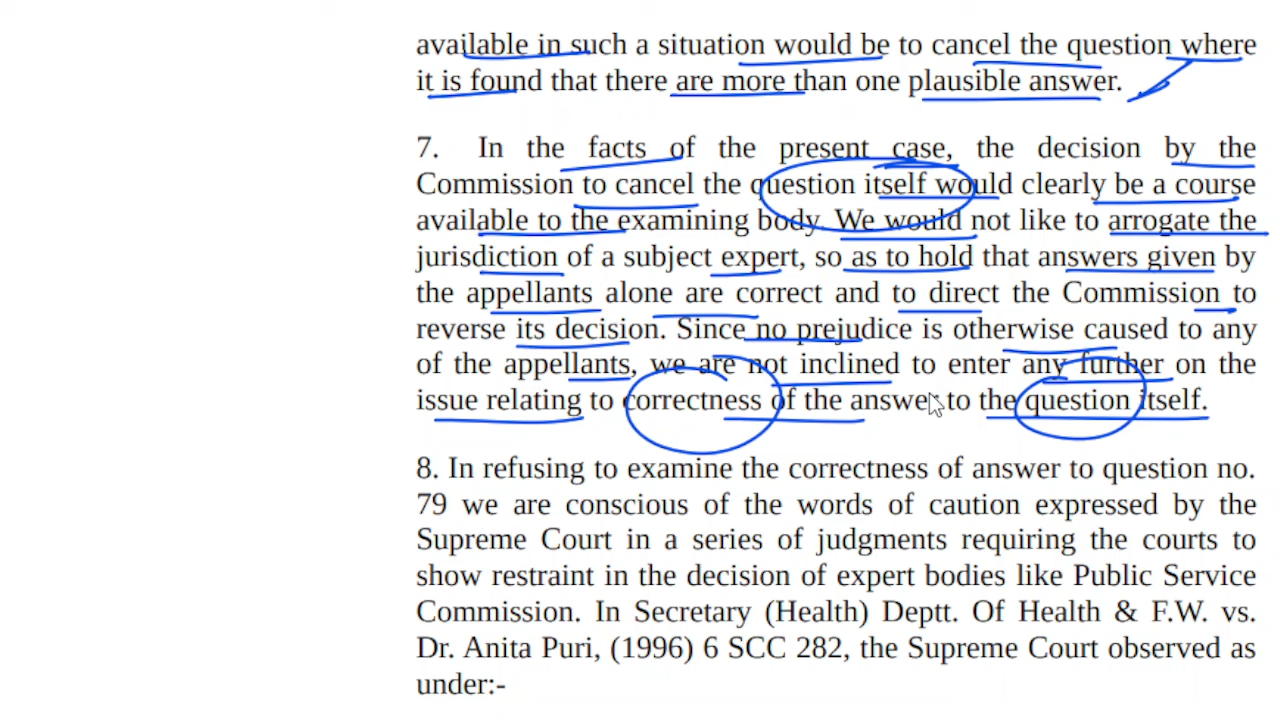 available in such a situation would be to cancel the question where
it is found that there are more than one plausible answer.
7. In the facts of the present case, the decision by the
Commission to cancel the question itself would clearly be a course
available to the examining body. We would not like to arrogate the
jurisdiction of a subject expert, so as to hold that answers given by
the appellants alone are correct and to direct the Commission to
reverse its decision. Since no prejudice is otherwise caused to any
of the appellants, we are not inclined to enter any further on the
issue relating to correctness of the answer to the question itself.
8. In refusing to examine the correctness of answer to question no.
79 we are conscious of the words of caution expressed by the
Supreme Court in a series of judgments requiring the courts to
show restraint in the decision of expert bodies like Public Service
Commission. In Secretary (Health) Deptt. Of Health & F.W. vs.
Dr. Anita Puri, (1996) 6 SCC 282, the Supreme Court observed as
under:-